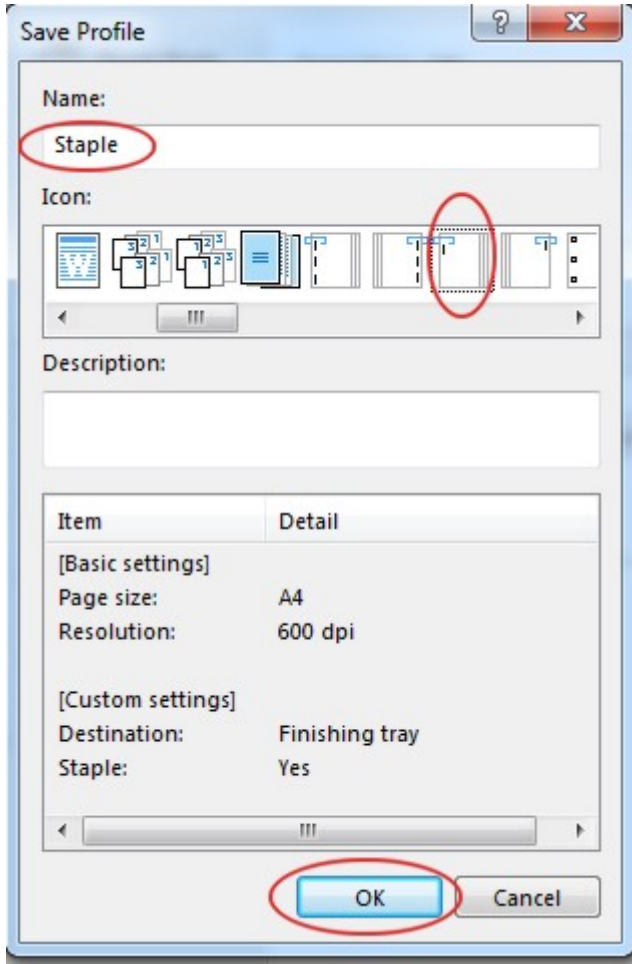 Save Profile
Name:
Staple
Icon:
Description:
Item Detail
[Basic settings]
Page size: A4
Resolution: 600 dpi
[Custom settings]
Destination: Finishing tray
Staple: Yes
OK Cancel